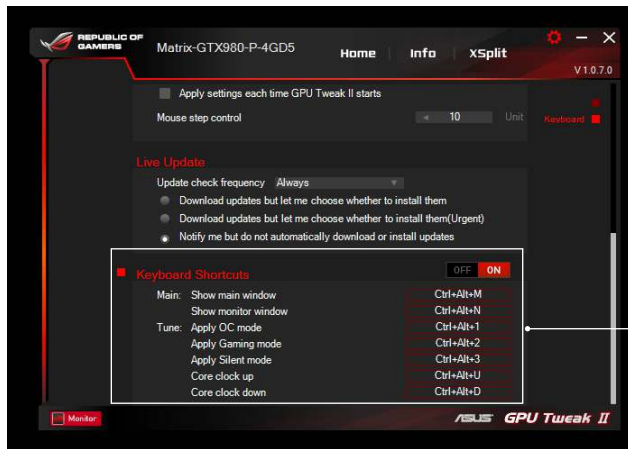 REPUBLIC OF
GAMERS
Matrix-GTX980-P-4GD5
Home Info XSplit
V 1.0.7.0
Apply settings each time GPU Tweak II starts
Mouse step control 10 Unit
Keyboard
Live Update
Update check frequency Always
Download updates but let me choose whether to install them
Download updates but let me choose whether to install them(Urgent)
Notify me but do not automatically download or install updates
Keyboard Shortcuts OFF ON
Main: Show main window Ctrl+Alt+M
Show monitor window Ctrl+Alt+N
Tune: Apply OC mode Ctrl+Alt+1
Apply Gaming mode Ctrl+Alt+2
Apply Silent mode Ctrl+Alt+3
Core clock up Ctrl+Alt+U
Core clock down Ctrl+Alt+D
Monitor
ASUS GPU Tweak II